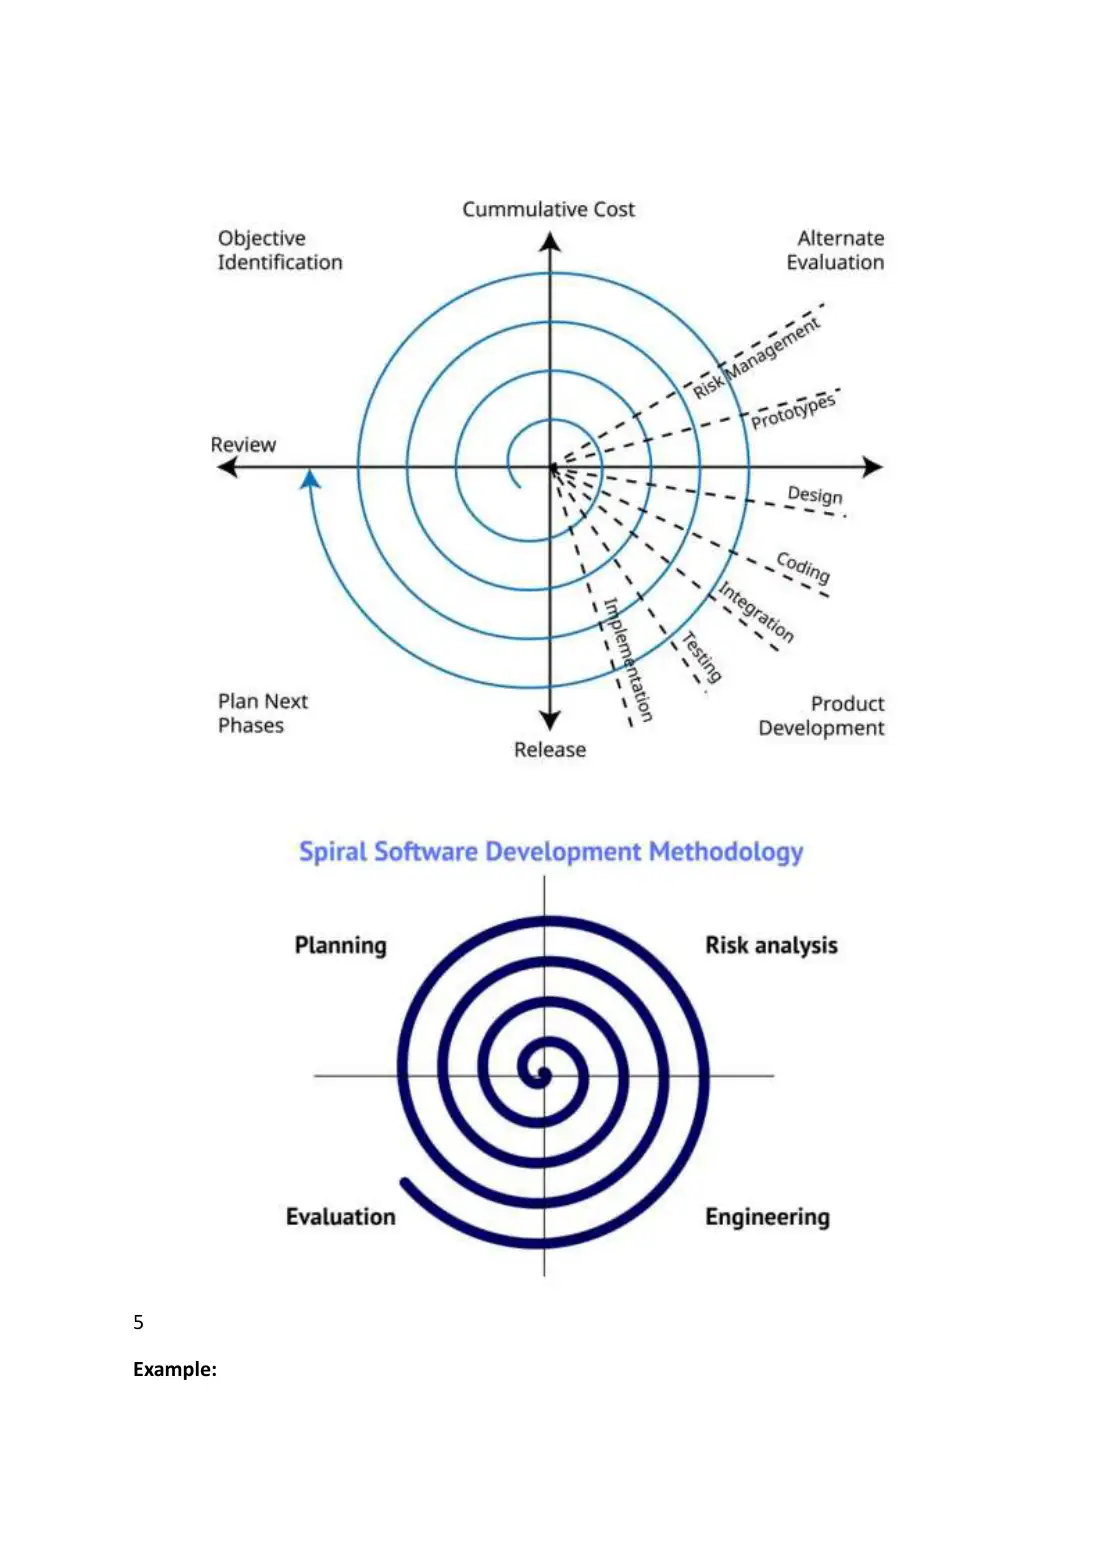 Cummulative Cost
Objective
Identification
Alternate
Evaluation
Risk Management
Prototypes
Review
Design
Coding
Integration
Testing
Implementation
Plan Next
Phases
Product
Development
Release
Spiral Software Development Methodology
Planning
Risk analysis
Evaluation
Engineering
5
Example: